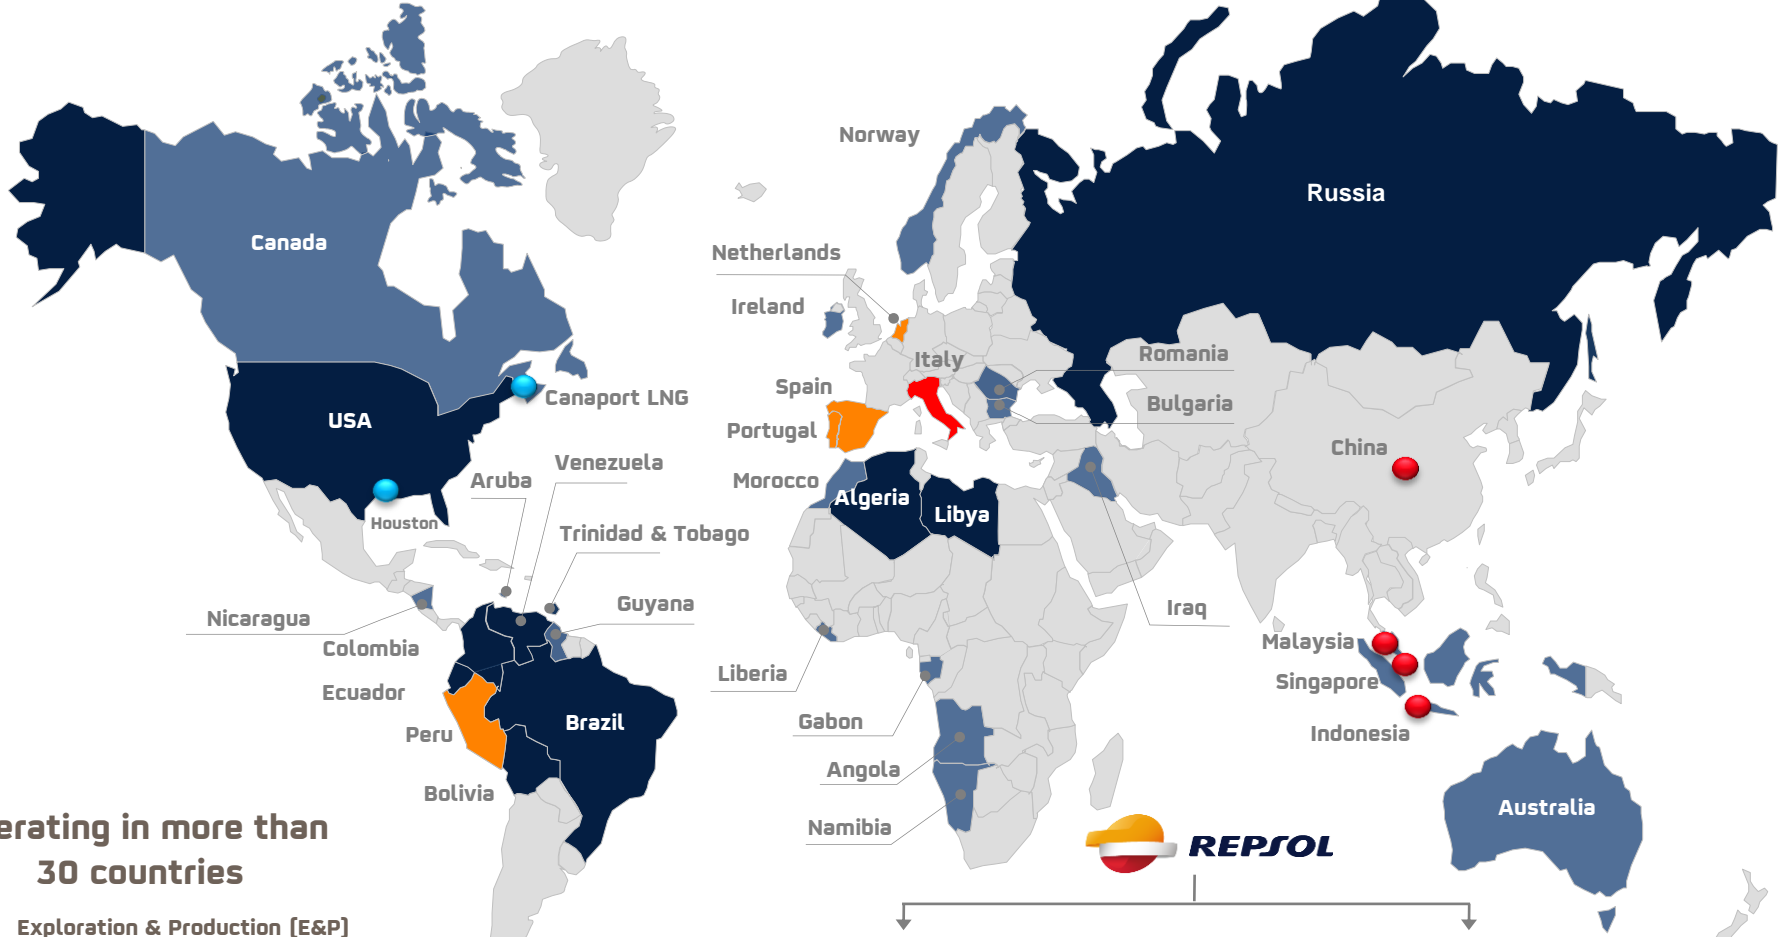 Norway
Russia
Canada
Netherlands
Ireland
Italy
Romania
Spain
Canaport LNG
Bulgaria
USA
Portugal
China
Venezuela
Aruba
Morocco
Algeria
Libya
Houston
Trinidad & Tobago
Guyana
Iraq
Nicaragua
Colombia
Malaysia
Liberia
Singapore
Ecuador
Gabon
Brazil
Peru
Indonesia
Angola
Bolivia
Australia
Namibia
erating in more than
30 countries
REPSOL
Exploration & Production [E&P]